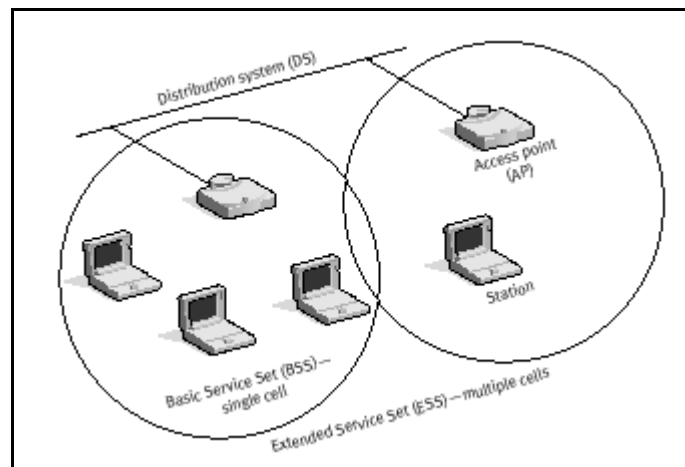 Distribution system (DS)
Access point
(AP)
Station
Basic Service Set (BSS)—
single cell
Extended Service Set (ESS)—multiple cells